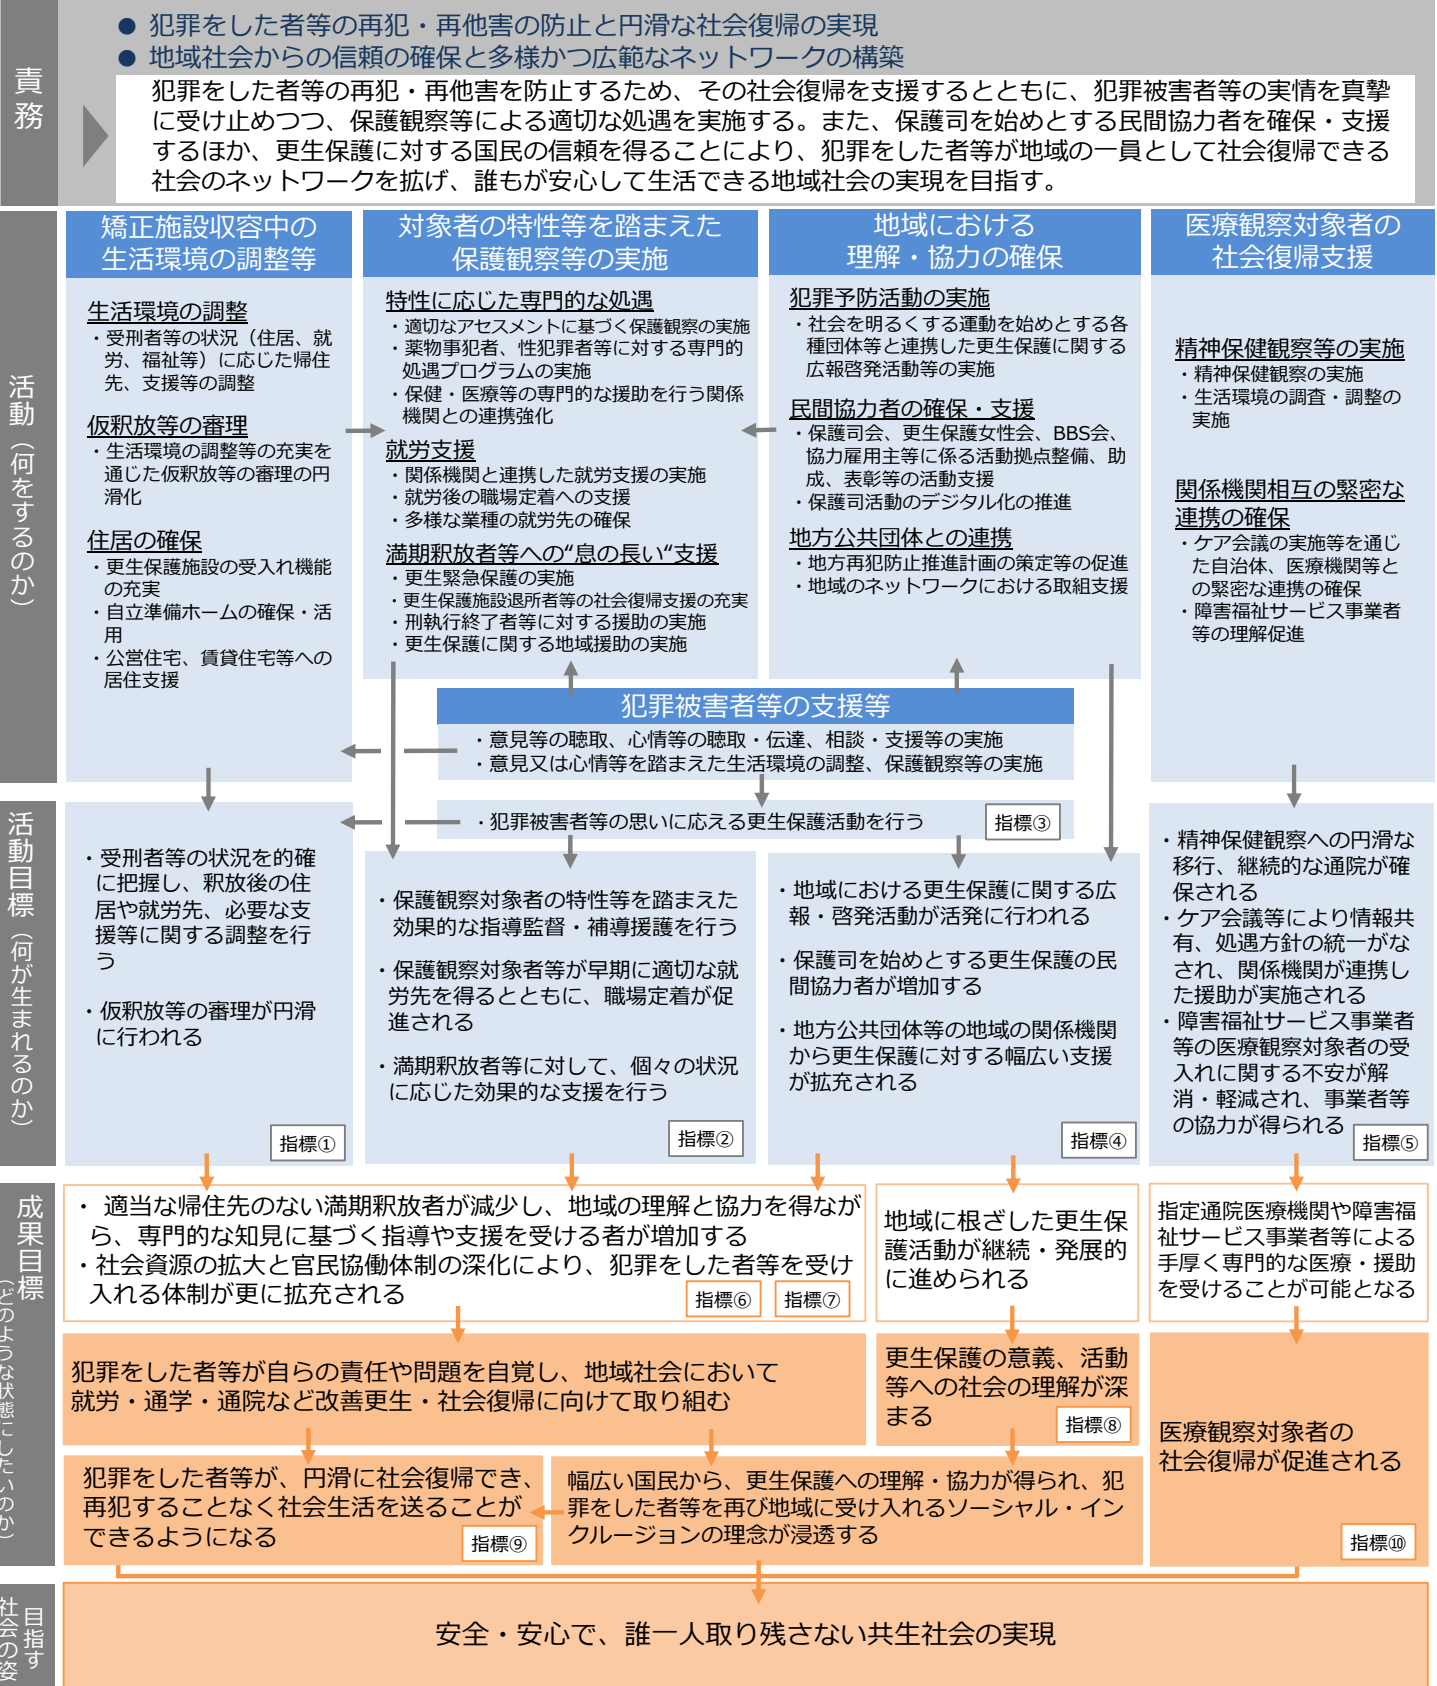 責務
● 犯罪をした者等の再犯・再他害の防止と円滑な社会復帰の実現
● 地域社会からの信頼の確保と多様かつ広範なネットワークの構築
犯罪をした者等の再犯・再他害を防止するため、その社会復帰を支援するとともに、犯罪被害者等の実情を真摯
に受け止めつつ、保護観察等による適切な処遇を実施する。また、保護司を始めとする民間協力者を確保・支援
するほか、更生保護に対する国民の信頼を得ることにより、犯罪をした者等が地域の一員として社会復帰できる
社会のネットワークを拡げ、誰もが安心して生活できる地域社会の実現を目指す。
活動（何をするのか）
矯正施設収容中の
生活環境の調整等
生活環境の調整
・受刑者等の状況（住居、就
労、福祉等）に応じた帰住
先、支援等の調整
仮釈放等の審理
・生活環境の調整等の充実を
通じた仮釈放等の審理の円
滑化
住居の確保
・更生保護施設の受入れ機能
の充実
・自立準備ホームの確保・活
用
・公営住宅、賃貸住宅等への
居住支援
対象者の特性等を踏まえた
保護観察等の実施
特性に応じた専門的な処遇
・適切なアセスメントに基づく保護観察の実施
・薬物事犯者、性犯罪者等に対する専門的
処遇プログラムの実施
・保健・医療等の専門的な援助を行う関係
機関との連携強化
就労支援
・関係機関と連携した就労支援の実施
・就労後の職場定着への支援
・多様な業種の就労先の確保
満期釈放者等への“息の長い“支援
・更生緊急保護の実施
・更生保護施設退所者等の社会復帰支援の充実
・刑執行終了者等に対する援助の実施
・更生保護に関する地域援助の実施
地域における
理解・協力の確保
犯罪予防活動の実施
・社会を明るくする運動を始めとする各
種団体等と連携した更生保護に関する
広報啓発活動等の実施
民間協力者の確保・支援
・保護司会、更生保護女性会、BBS会、
協力雇用主等に係る活動拠点整備、助
成、表彰等の活動支援
・保護司活動のデジタル化の推進
地方公共団体との連携
・地方再犯防止推進計画の策定等の促進
・地域のネットワークにおける取組支援
医療観察対象者の
社会復帰支援
精神保健観察等の実施
・精神保健観察の実施
・生活環境の調査・調整の
実施
関係機関相互の緊密な
連携の確保
・ケア会議の実施等を通じ
た自治体、医療機関等と
の緊密な連携の確保
・障害福祉サービス事業者
等の理解促進
犯罪被害者等の支援等
・意見等の聴取、心情等の聴取・伝達、相談・支援等の実施
・意見又は心情等を踏まえた生活環境の調整、保護観察等の実施
活動目標（何が生まれるのか）
・犯罪被害者等の思いに応える更生保護活動を行う
指標③
・受刑者等の状況を的確
に把握し、釈放後の住
居や就労先、必要な支
援等に関する調整を行
う
・仮釈放等の審理が円滑
に行われる
指標①
・保護観察対象者の特性等を踏まえた
効果的な指導監督・補導援護を行う
・保護観察対象者等が早期に適切な就
労先を得るとともに、職場定着が促
進される
・満期釈放者等に対して、個々の状況
に応じた効果的な支援を行う
指標②
・地域における更生保護に関する広
報・啓発活動が活発に行われる
・保護司を始めとする更生保護の民
間協力者が増加する
・地方公共団体等の地域の関係機関
から更生保護に対する幅広い支援
が拡充される
指標④
・精神保健観察への円滑な
移行、継続的な通院が確
保される
・ケア会議等により情報共
有、処遇方針の統一がな
され、関係機関が連携し
た援助が実施される
・障害福祉サービス事業者
等の医療観察対象者の受
入れに関する不安が解
消・軽減され、事業者等
の協力が得られる
指標⑤
成果目標
（どのような状態にしたいのか）
・ 適当な帰住先のない満期釈放者が減少し、地域の理解と協力を得なが
ら、専門的な知見に基づく指導や支援を受ける者が増加する
・社会資源の拡大と官民協働体制の深化により、犯罪をした者等を受け
入れる体制が更に拡充される
指標⑥
指標⑦
地域に根ざした更生保
護活動が継続・発展的
に進められる
指定通院医療機関や障害福
祉サービス事業者等による
手厚く専門的な医療・援助
を受けることが可能となる
犯罪をした者等が自らの責任や問題を自覚し、地域社会において
就労・通学・通院など改善更生・社会復帰に向けて取り組む
更生保護の意義、活動
等への社会の理解が深
まる
指標⑧
医療観察対象者の
社会復帰が促進される
指標⑩
犯罪をした者等が、円滑に社会復帰でき、
再犯することなく社会生活を送ることが
できるようになる
指標⑨
幅広い国民から、更生保護への理解・協力が得られ、犯
罪をした者等を再び地域に受け入れるソーシャル・イン
クルージョンの理念が浸透する
目指す
社会の姿
安全・安心で、誰一人取り残さない共生社会の実現